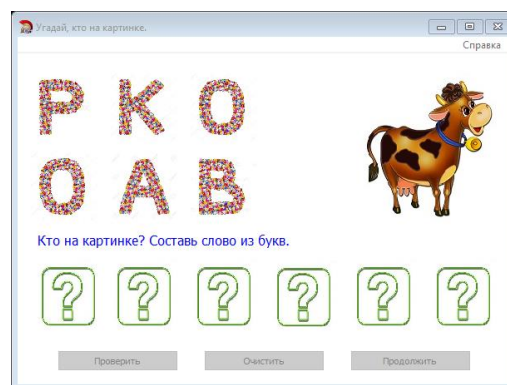 Угадай, кто на картинке.
Справка
Р К О
О А В
Кто на картинке? Составь слово из букв.
? ? ? ? ? ?
Проверить Очистить Продолжить